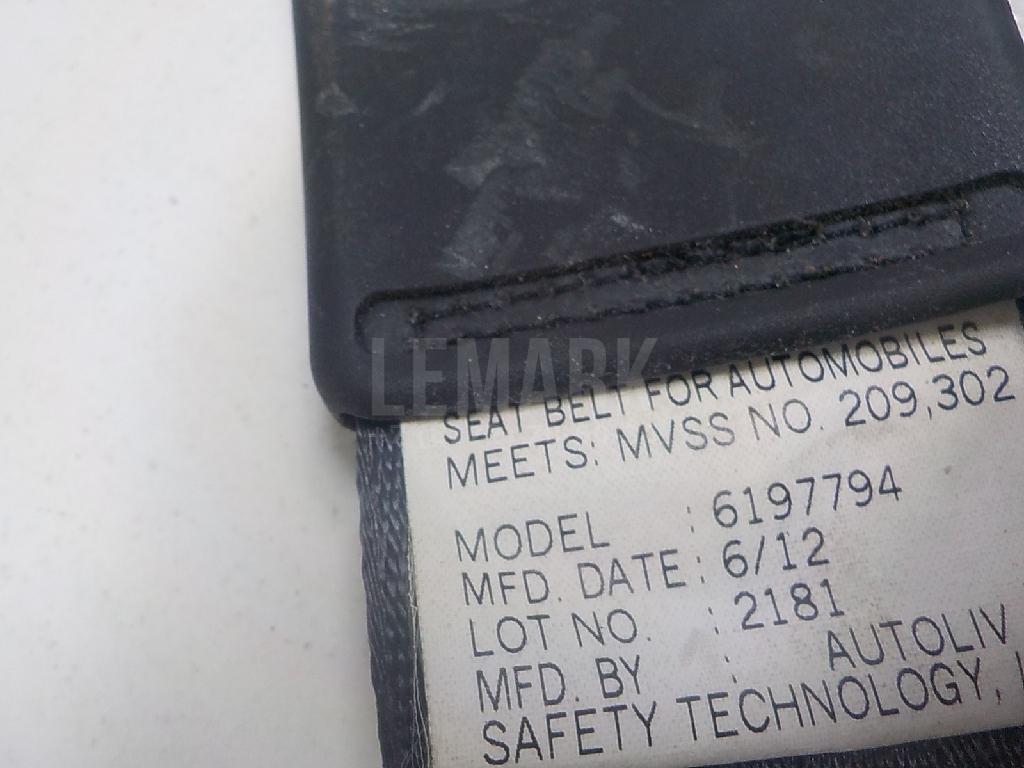 LEMARK
SEAT BELT FOR AUTOMOBILES
MEETS: MVSS NO. 209,302
MODEL : 6197794
MFD. DATE : 6/12
LOT NO. : 2181
MFD. BY : AUTOLIV
SAFETY TECHNOLOGY,